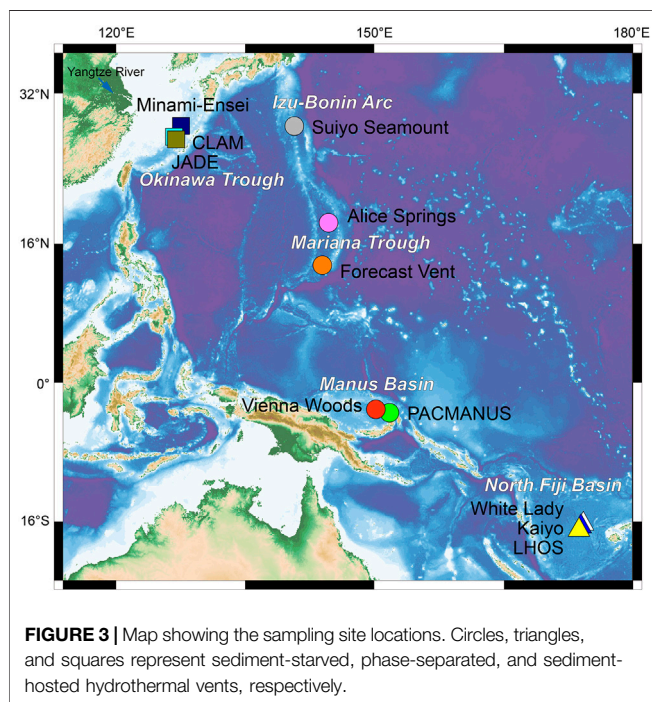 120°E 150°E 180°E
Yangtze River
32°N
Minami-Ensei
Izu-Bonin Arc
Suiyo Seamount
CLAM
JADE
Okinawa Trough
Alice Springs
16°N
Mariana Trough
Forecast Vent
0°
Manus Basin
Vienna Woods
PACMANUS
North Fiji Basin
White Lady
16°S
Kaiyo
LHOS
FIGURE 3 | Map showing the sampling site locations. Circles, triangles,
and squares represent sediment-starved, phase-separated, and sediment-
hosted hydrothermal vents, respectively.